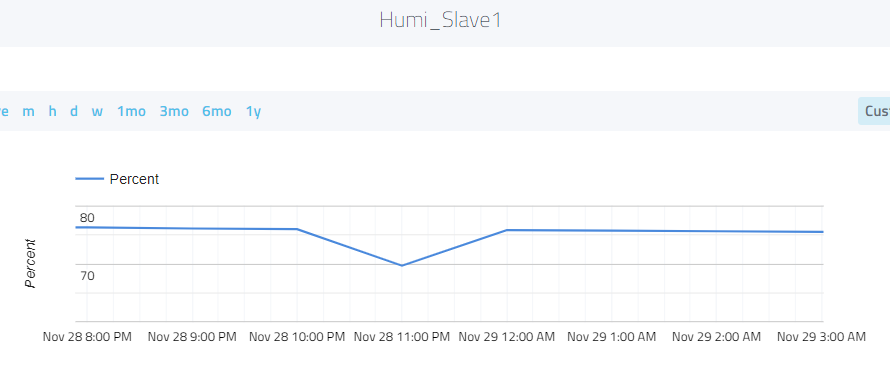 Humi_Slave1
m h d w 1mo 3mo 6mo 1y
Percent
80
Percent
70
Nov 28 8:00 PM Nov 28 9:00 PM Nov 28 10:00 PM Nov 28 11:00 PM Nov 29 12:00 AM Nov 29 1:00 AM Nov 29 2:00 AM Nov 29 3:00 AM